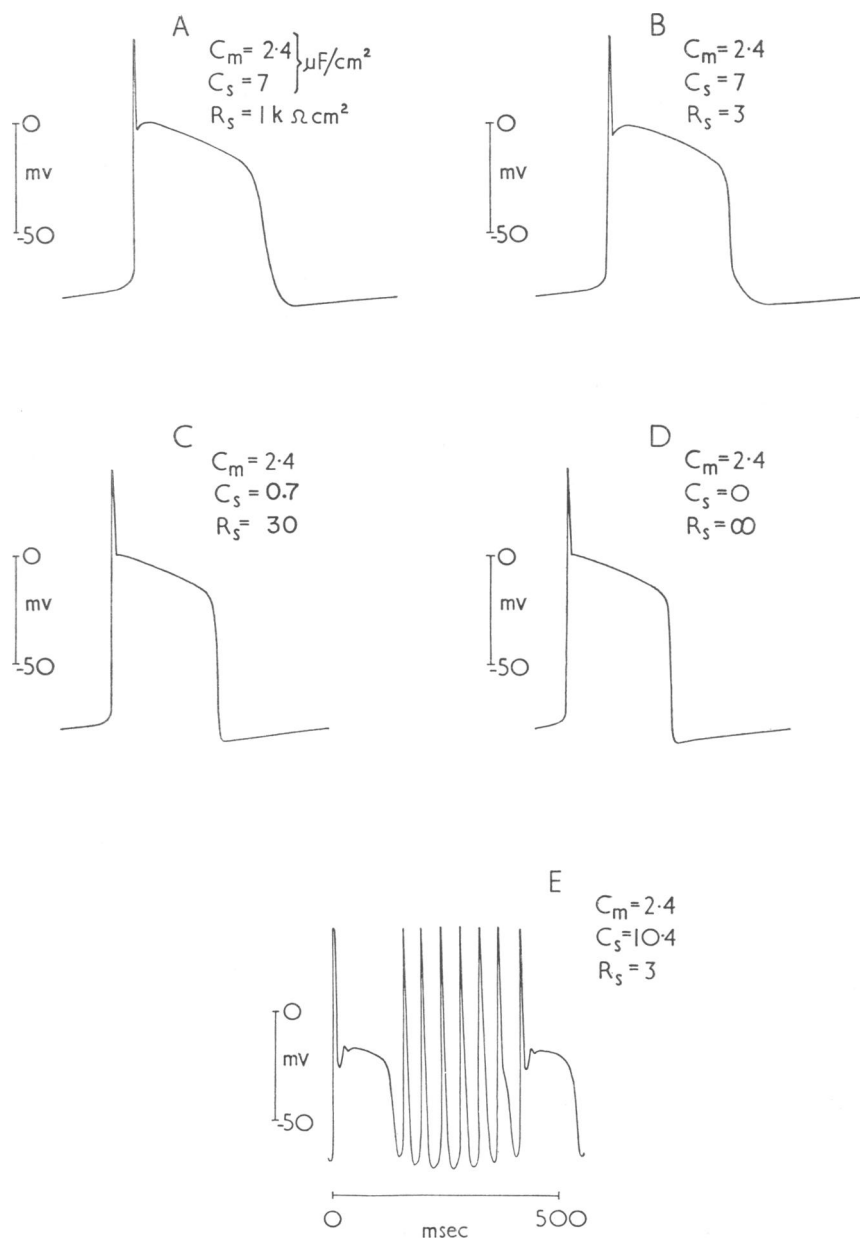 A
Cm = 2·4 } μF/cm²
Cs = 7
Rs = 1 k Ω cm²
0
mv
-50
B
Cm = 2·4
Cs = 7
Rs = 3
0
mv
-50
C
Cm = 2·4
Cs = 0.7
Rs = 30
0
mv
-50
D
Cm = 2·4
Cs = 0
Rs = ∞
0
mv
-50
E
Cm = 2·4
Cs = 10·4
Rs = 3
0
mv
-50
0 500
msec